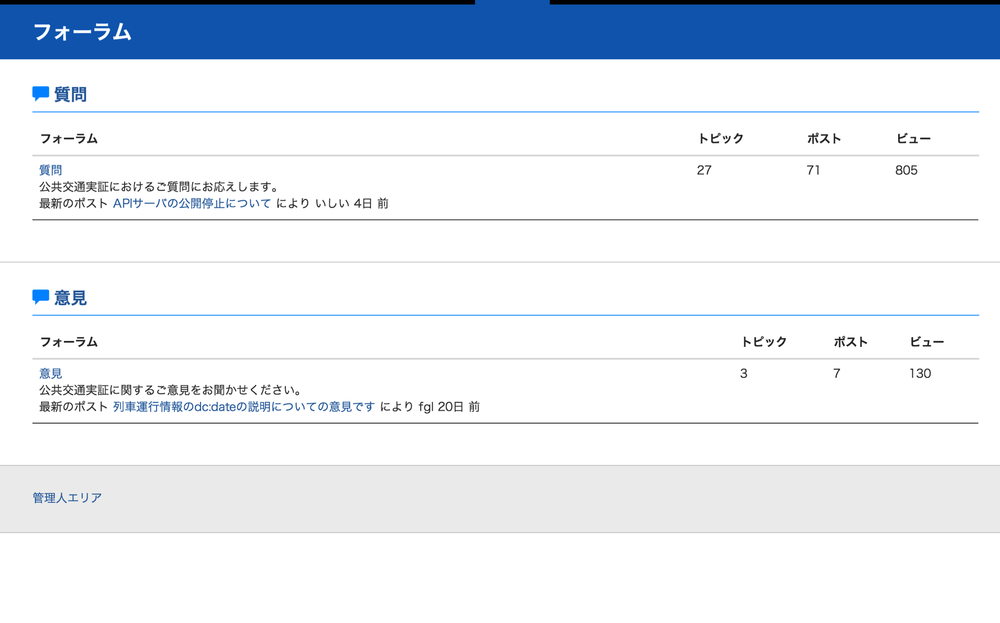 フォーラム
質問
フォーラム トピック ポスト ビュー
質問 27 71 805
公共交通実証におけるご質問にお応えします。
最新のポスト APIサーバの公開停止について により いしい 4日 前
意見
フォーラム トピック ポスト ビュー
意見 3 7 130
公共交通実証に関するご意見をお聞かせください。
最新のポスト 列車運行情報のdc:dateの説明についての意見です により fgl 20日 前
管理人エリア